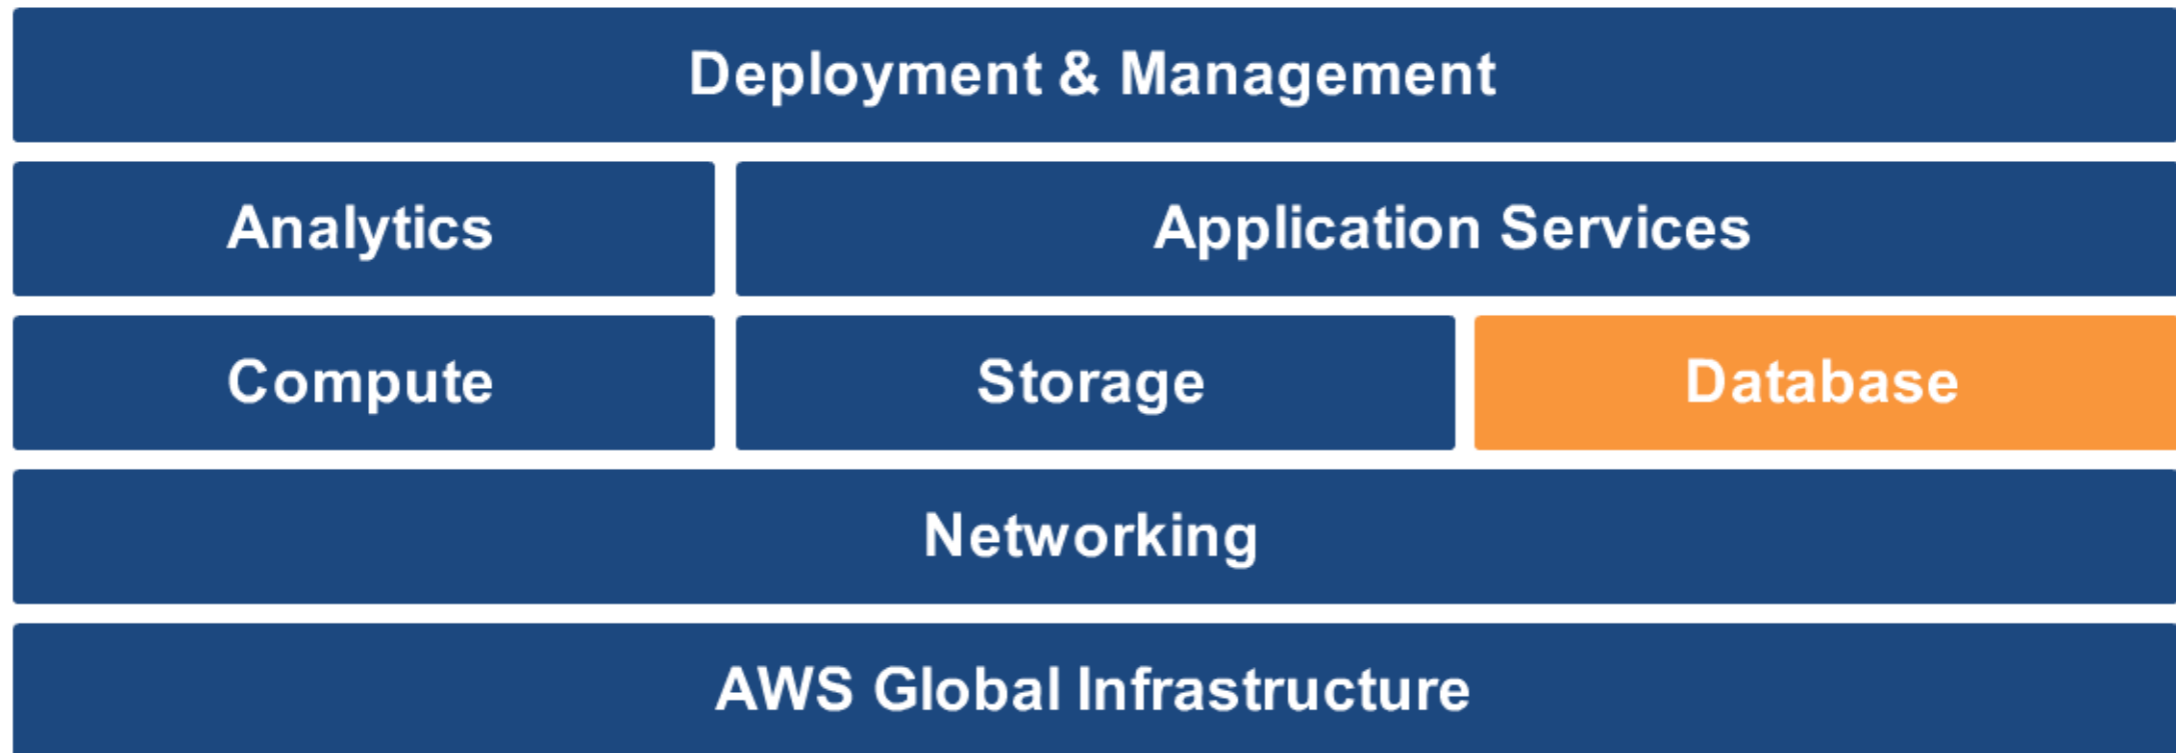 Deployment & Management
Analytics
Application Services
Compute
Storage
Database
Networking
AWS Global Infrastructure